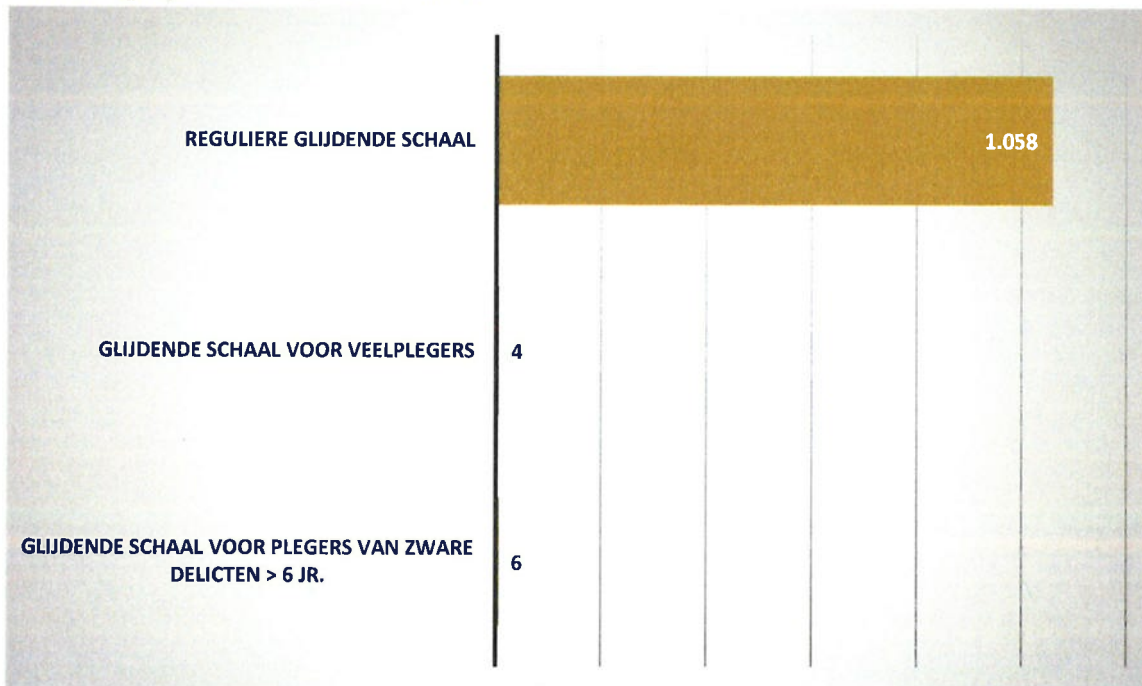 REGULIERE GLIJDENDE SCHAAL
1.058
GLIJDENDE SCHAAL VOOR VEELPLEGERS
4
GLIJDENDE SCHAAL VOOR PLEGERS VAN ZWARE
DELICTEN > 6 JR.
6